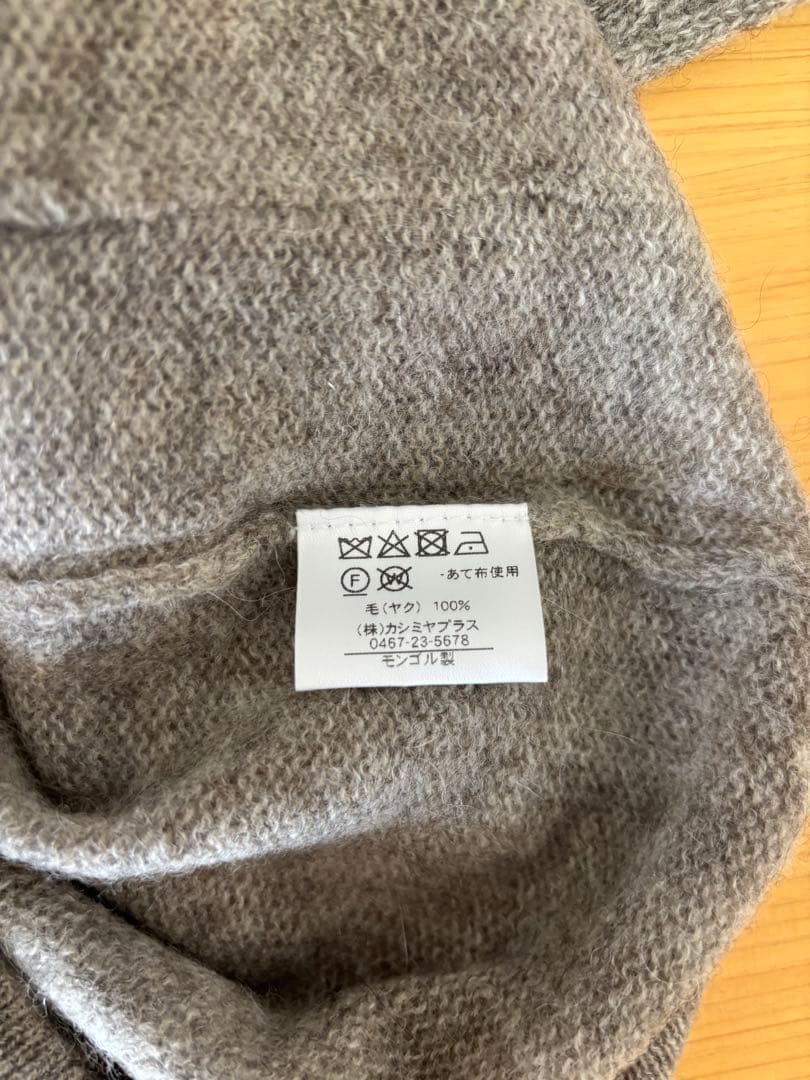 F W ・あて布使用
毛(ヤク) 100%
(株)カシミヤプラス
0467-23-5678
モンゴル製